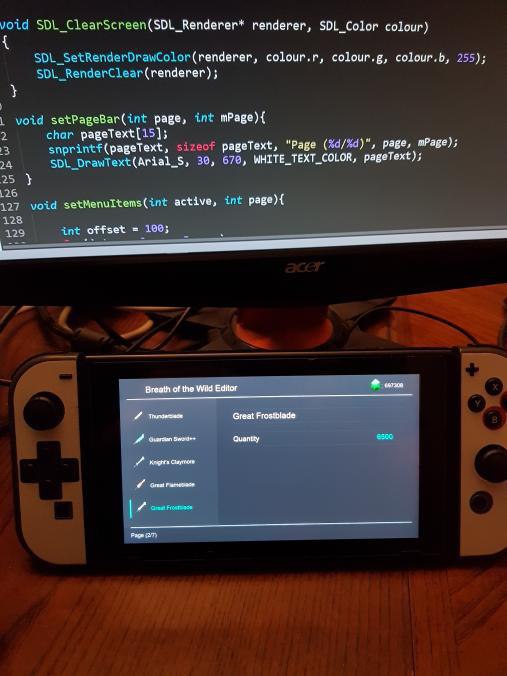 void SDL_ClearScreen(SDL_Renderer* renderer, SDL_Color colour)
{
SDL_SetRenderDrawColor(renderer, colour.r, colour.g, colour.b, 255);
SDL_RenderClear(renderer);
}
void setPageBar(int page, int mPage){
char pageText[15];
snprintf(pageText, sizeof pageText, "Page (%d/%d)", page, mPage);
24 SDL_DrawText(Arial_S, 30, 670, WHITE_TEXT_COLOR, pageText);
25 }
126
127 void setMenuItems(int active, int page){
128
129 int offset = 100;
acer
Breath of the Wild Editor
697308
Thunderblade
Guardian Sword++
Knight's Claymore
Great Flameblade
Great Frostblade
Great Frostblade
Quantity 6500
Page (2/7)
X
Y
B